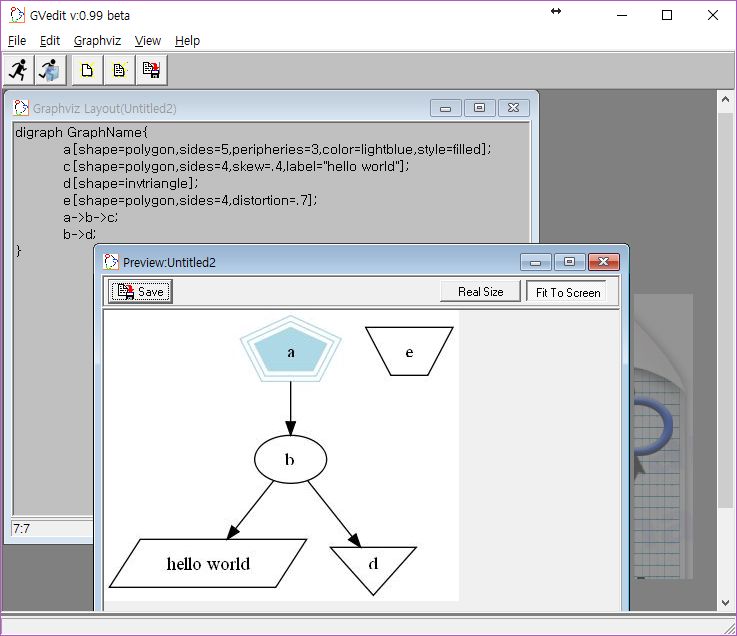 GVedit v:0.99 beta
File Edit Graphviz View Help
Graphviz Layout(Untitled2)
digraph GraphName{
a[shape=polygon,sides=5,peripheries=3,color=lightblue,style=filled];
c[shape=polygon,sides=4,skew=.4,label="hello world"];
d[shape=invtriangle];
e[shape=polygon,sides=4,distortion=.7];
a->b->c;
b->d;
}
Preview:Untitled2
Save Real Size Fit To Screen
a e
b
hello world d
7:7